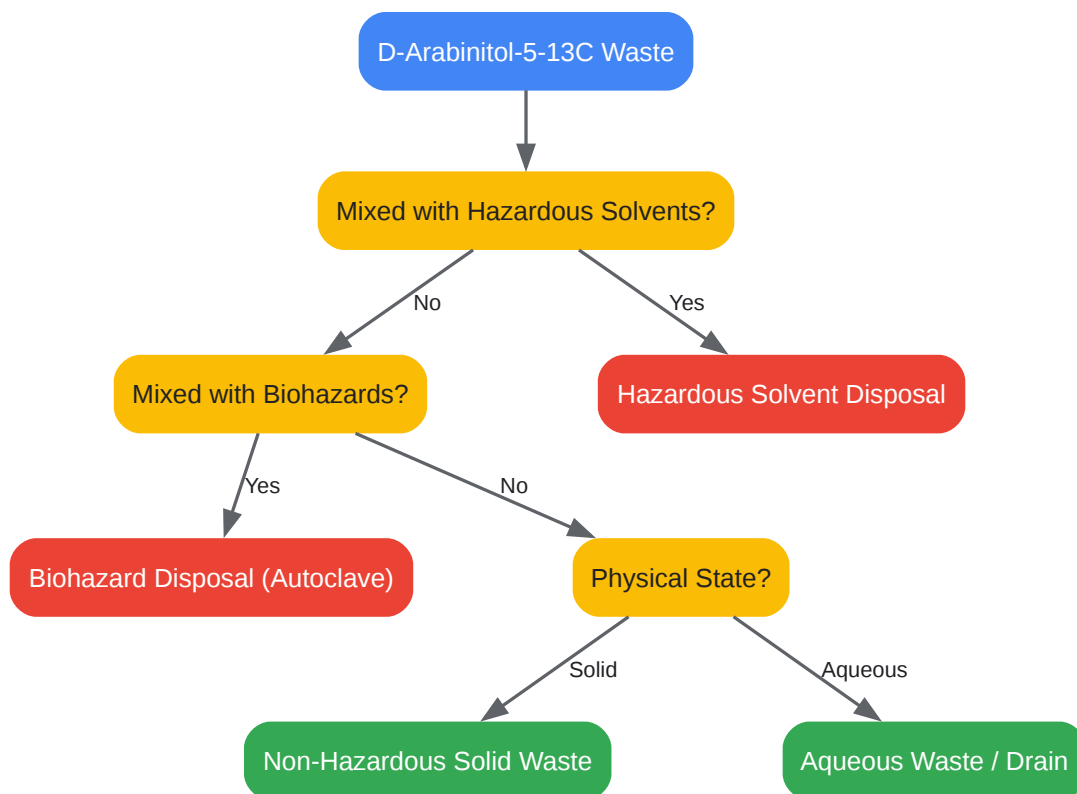 D-Arabinitol-5-13C Waste
Mixed with Hazardous Solvents?
No
Yes
Mixed with Biohazards?
Hazardous Solvent Disposal
Yes
No
Biohazard Disposal (Autoclave)
Physical State?
Solid
Aqueous
Non-Hazardous Solid Waste
Aqueous Waste / Drain